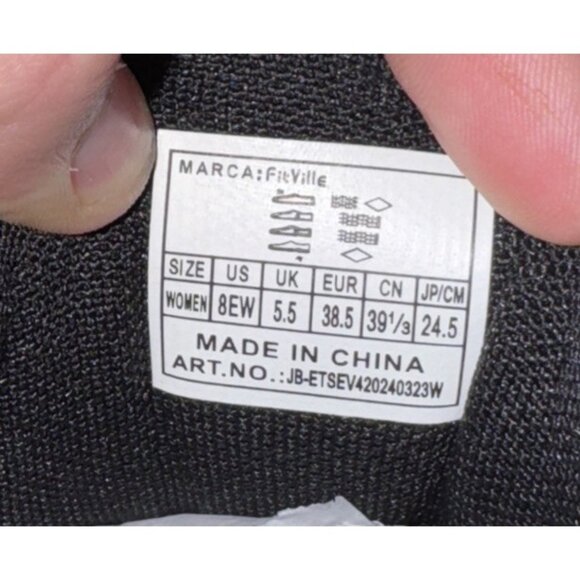 MARCA:FitVille
SIZE US UK EUR CN JP/CM
WOMEN 8EW 5.5 38.5 39⅓ 24.5
MADE IN CHINA
ART.NO.:JB-ETSEV420240323W